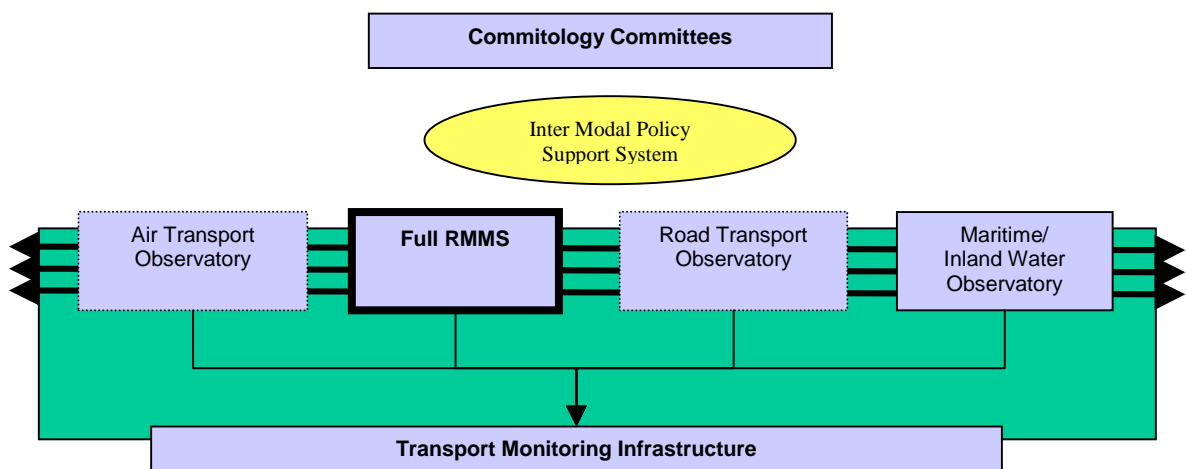 Commitology Committees
Inter Modal Policy
Support System
Air Transport
Observatory
Full RMMS
Road Transport
Observatory
Maritime/
Inland Water
Observatory
Transport Monitoring Infrastructure